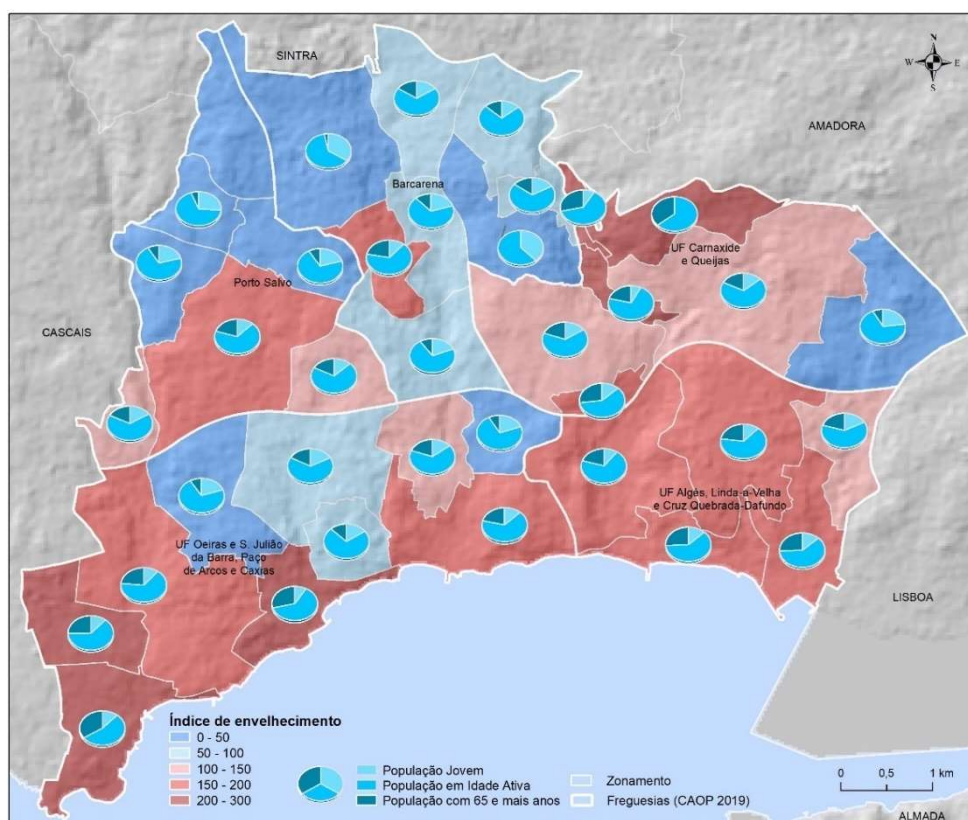 SINTRA
N
W
E
S
AMADORA
Barcarena
UF Carnaxide
e Queijas
Porto Salvo
CASCAIS
UF Algés, Linda-a-Velha
e Cruz Quebrada-Dafundo
UF Oeiras e S. Julião
da Barra, Paço
de Arcos e Caxias
LISBOA
Índice de envelhecimento
0 - 50
50 - 100
100 - 150
150 - 200
200 - 300
População Jovem
População em Idade Ativa
População com 65 e mais anos
Zonamento
Freguesias (CAOP 2019)
0 0,5 1 km
ALMADA